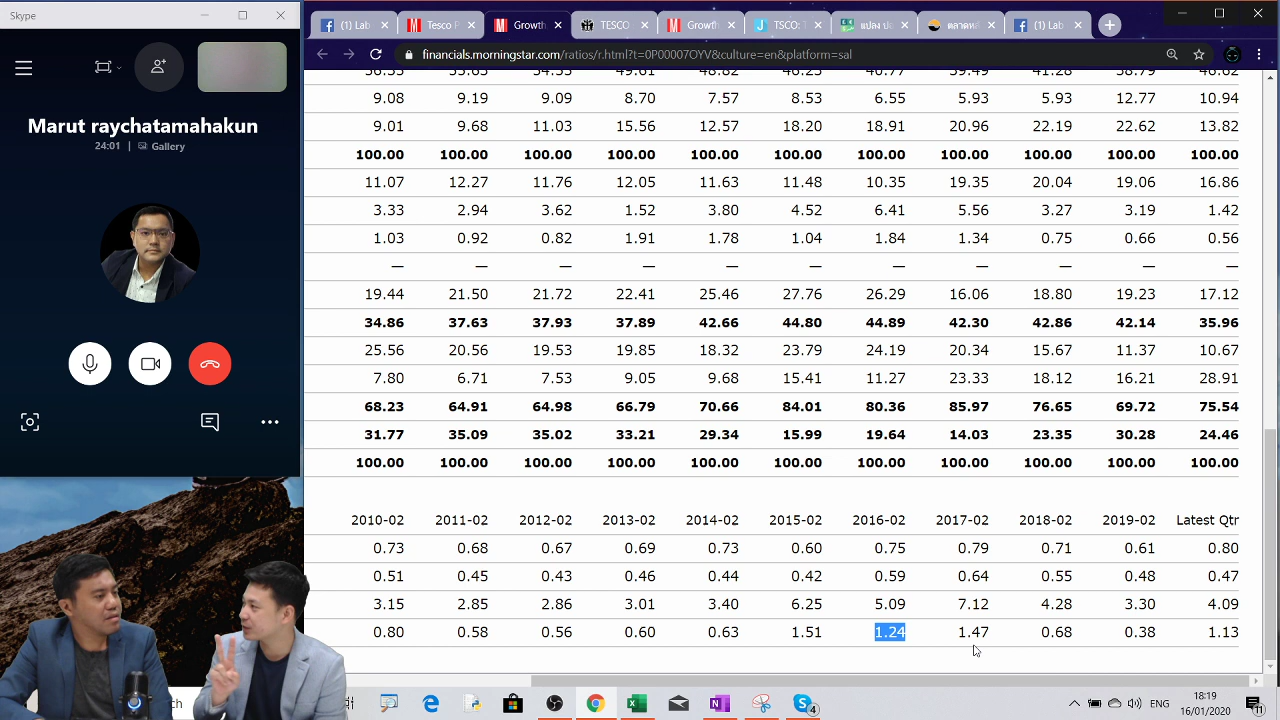 Skype
Marut raychatamahakun
24:01 | Gallery
(1) Lab
Tesco P
Growth
TESCO
Growth
TSCO: T
แปลง ปอ
ตลาดหลั
(1) Lab
financials.morningstar.com/ratios/r.html?t=0P00007OYV&culture=en&platform=sal
9.08 9.19 9.09 8.70 7.57 8.53 6.55 5.93 5.93 12.77 10.94
9.01 9.68 11.03 15.56 12.57 18.20 18.91 20.96 22.19 22.62 13.82
100.00 100.00 100.00 100.00 100.00 100.00 100.00 100.00 100.00 100.00 100.00
11.07 12.27 11.76 12.05 11.63 11.48 10.35 19.35 20.04 19.06 16.86
3.33 2.94 3.62 1.52 3.80 4.52 6.41 5.56 3.27 3.19 1.42
1.03 0.92 0.82 1.91 1.78 1.04 1.84 1.34 0.75 0.66 0.56
— — — — — — — — — — —
19.44 21.50 21.72 22.41 25.46 27.76 26.29 16.06 18.80 19.23 17.12
34.86 37.63 37.93 37.89 42.66 44.80 44.89 42.30 42.86 42.14 35.96
25.56 20.56 19.53 19.85 18.32 23.79 24.19 20.34 15.67 11.37 10.67
7.80 6.71 7.53 9.05 9.68 15.41 11.27 23.33 18.12 16.21 28.91
68.23 64.91 64.98 66.79 70.66 84.01 80.36 85.97 76.65 69.72 75.54
31.77 35.09 35.02 33.21 29.34 15.99 19.64 14.03 23.35 30.28 24.46
100.00 100.00 100.00 100.00 100.00 100.00 100.00 100.00 100.00 100.00 100.00
2010-02 2011-02 2012-02 2013-02 2014-02 2015-02 2016-02 2017-02 2018-02 2019-02 Latest Qtr
0.73 0.68 0.67 0.69 0.73 0.60 0.75 0.79 0.71 0.61 0.80
0.51 0.45 0.43 0.46 0.44 0.42 0.59 0.64 0.55 0.48 0.47
3.15 2.85 2.86 3.01 3.40 6.25 5.09 7.12 4.28 3.30 4.09
0.80 0.58 0.56 0.60 0.63 1.51 1.24 1.47 0.68 0.38 1.13
ch
4
ENG
18:19
16/01/2020
11